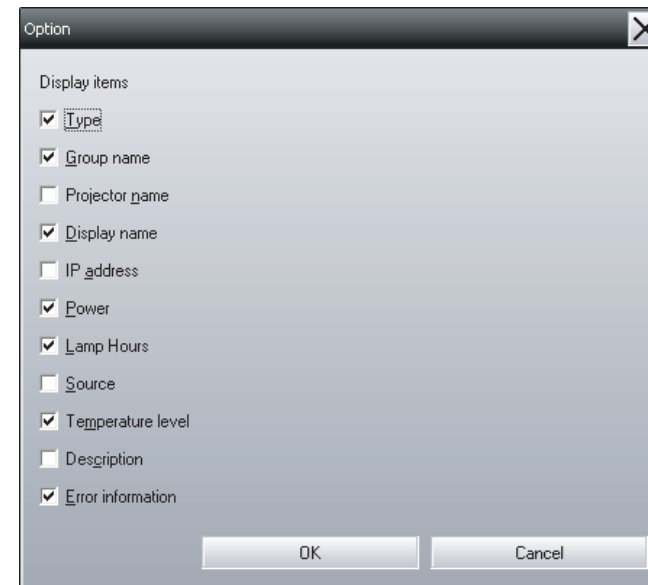 Option
Display items
Type
Group name
Projector name
Display name
IP address
Power
Lamp Hours
Source
Temperature level
Description
Error information
OK Cancel